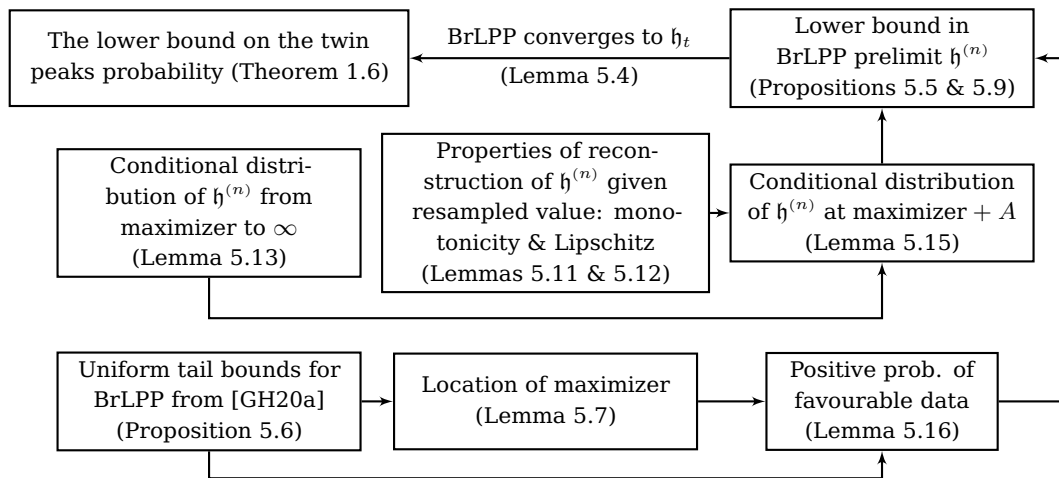 The lower bound on the twin
peaks probability (Theorem 1.6)
BrLPP converges to 𝔥ₜ
(Lemma 5.4)
Lower bound in
BrLPP prelimit 𝔥⁽ⁿ⁾
(Propositions 5.5 & 5.9)
Conditional distri-
bution of 𝔥⁽ⁿ⁾ from
maximizer to ∞
(Lemma 5.13)
Properties of recon-
struction of 𝔥⁽ⁿ⁾ given
resampled value: mono-
tonicity & Lipschitz
(Lemmas 5.11 & 5.12)
Conditional distribution
of 𝔥⁽ⁿ⁾ at maximizer + A
(Lemma 5.15)
Uniform tail bounds for
BrLPP from [GH20a]
(Proposition 5.6)
Location of maximizer
(Lemma 5.7)
Positive prob. of
favourable data
(Lemma 5.16)